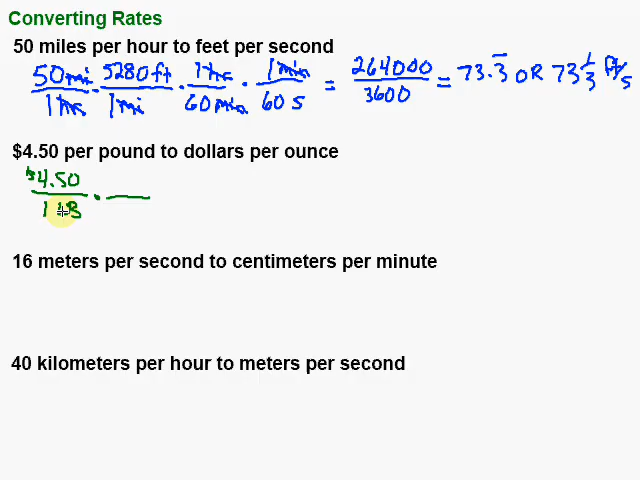 Converting Rates
50 miles per hour to feet per second
50mi/1hr · 5280ft/1mi · 1hr/60min · 1min/60s = 264000/3600 = 73.3̅ OR 73 1/3 ft/s
$4.50 per pound to dollars per ounce
$4.50/1 LB ·
16 meters per second to centimeters per minute
40 kilometers per hour to meters per second